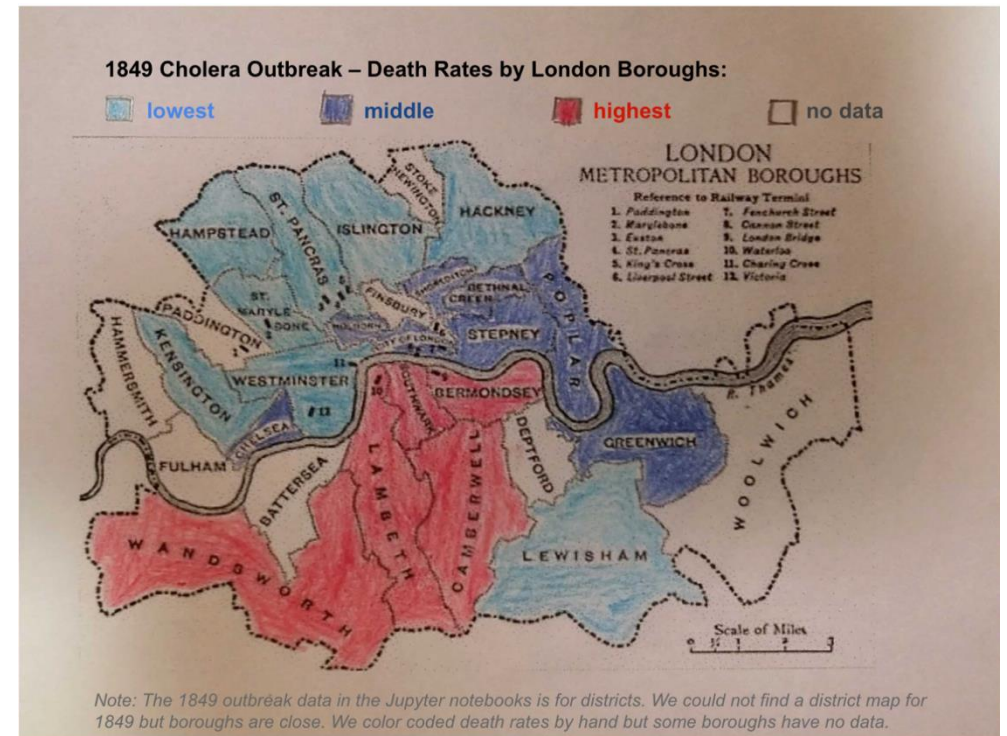 1849 Cholera Outbreak – Death Rates by London Boroughs:
lowest
middle
highest
no data
LONDON
METROPOLITAN BOROUGHS
Reference to Railway Termini
1. Paddington 7. Fenchurch Street
2. Marylebone 8. Cannon Street
3. Euston 9. London Bridge
4. St. Pancras 10. Waterloo
5. King's Cross 11. Charing Cross
6. Liverpool Street 12. Victoria
STOKE
NEWINGTON
HACKNEY
HAMPSTEAD
ST. PANCRAS
ISLINGTON
SHOREDITCH
BETHNAL
GREEN
POPLAR
ST.
MARYLE
BONE
FINSBURY
HOLBORN
CITY OF LONDON
STEPNEY
PADDINGTON
HAMMERSMITH
KENSINGTON
WESTMINSTER
11
12
10
CHELSEA
FULHAM
SOUTHWARK
BERMONDSEY
DEPTFORD
GREENWICH
R. Thames
WOOLWICH
BATTERSEA
LAMBETH
CAMBERWELL
LEWISHAM
WANDSWORTH
Scale of Miles
Note: The 1849 outbreak data in the Jupyter notebooks is for districts. We could not find a district map for
1849 but boroughs are close. We color coded death rates by hand but some boroughs have no data.